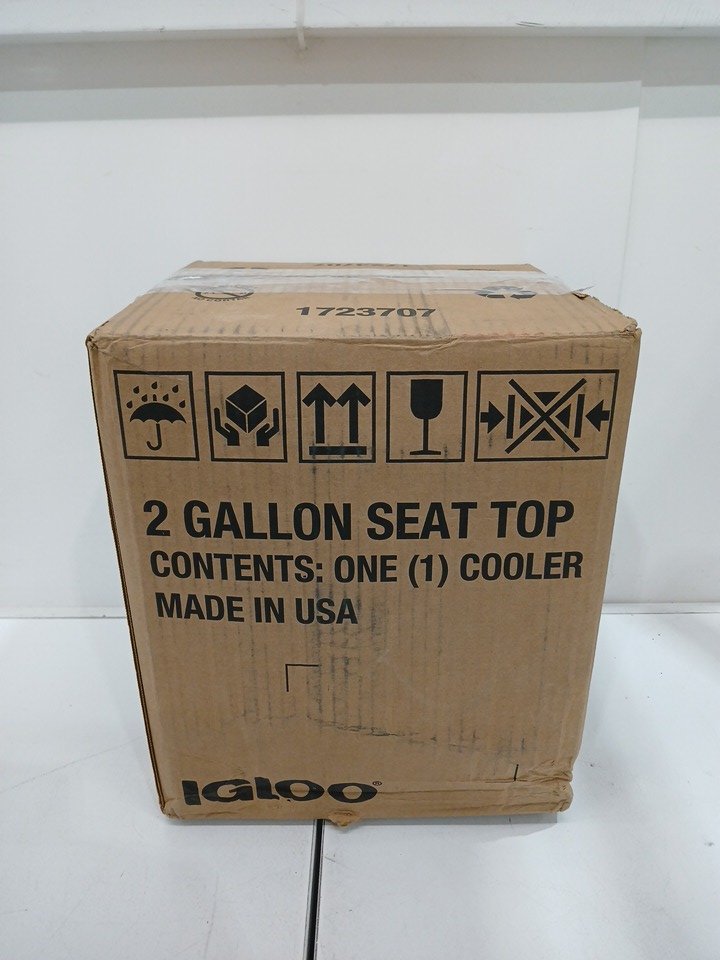 1723707
2 GALLON SEAT TOP
CONTENTS: ONE (1) COOLER
MADE IN USA
IGLOO®